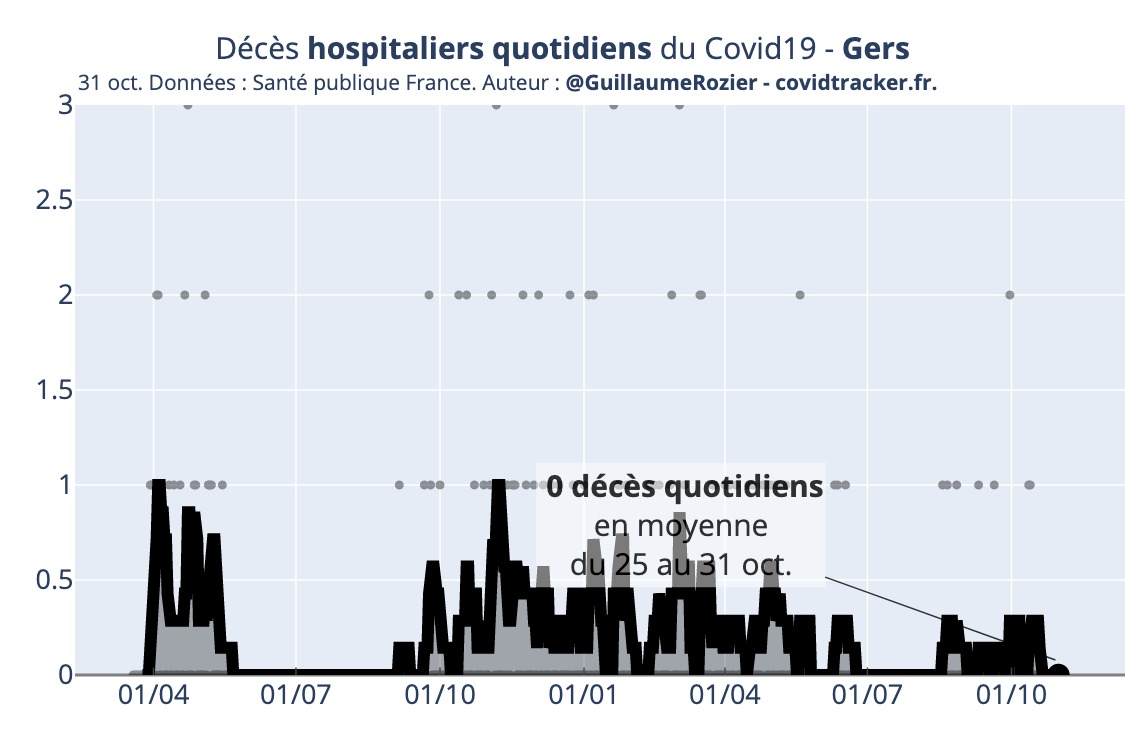 Décès hospitaliers quotidiens du Covid19 - Gers
31 oct. Données : Santé publique France. Auteur : @GuillaumeRozier - covidtracker.fr.
3
2.5
2
1.5
1
0.5
0
0 décès quotidiens
en moyenne
du 25 au 31 oct.
01/04 01/07 01/10 01/01 01/04 01/07 01/10